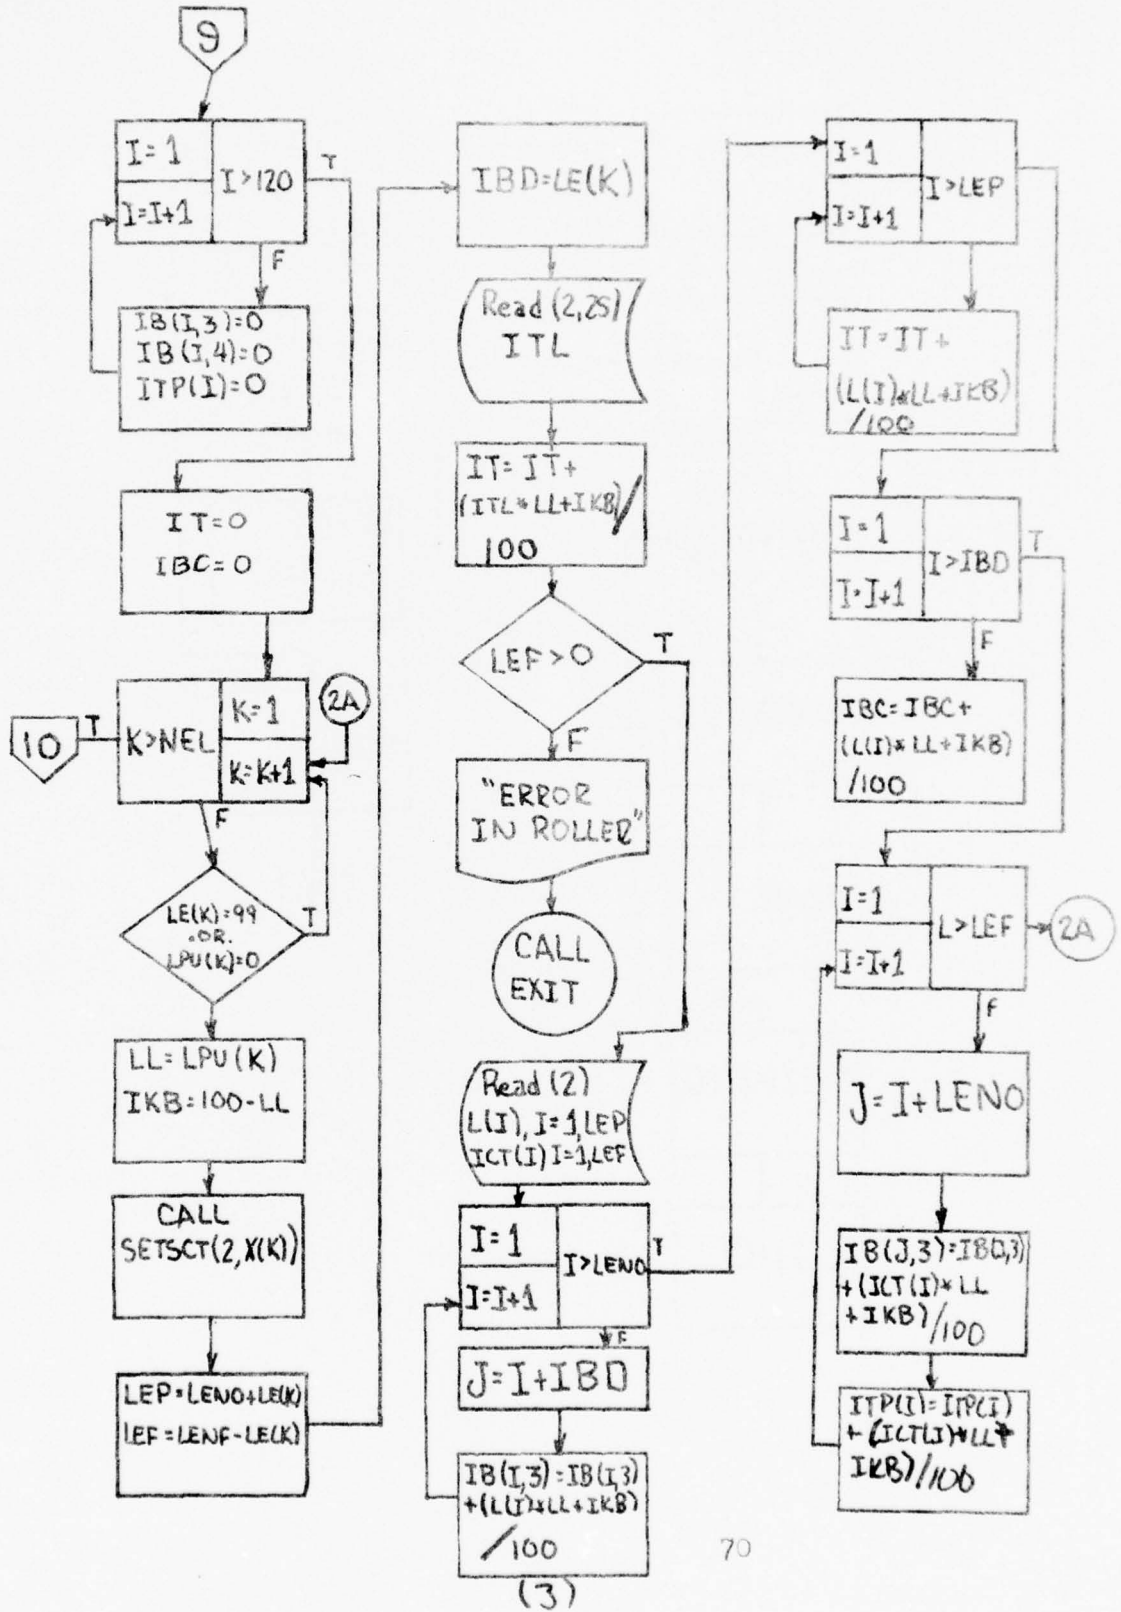 9
I=1
I=I+1
I>120
T
F
IB(I,3)=0
IB(I,4)=0
ITP(I)=0
IT=0
IBC=0
10
T
K>NEL
K=1
K=K+1
2A
F
LE(K)=99
.OR.
LPU(K)=0
T
LL=LPU(K)
IKB=100-LL
CALL
SETSCT(2,X(K))
LEP=LENO+LE(K)
LEF=LENF-LE(K)
IBD=LE(K)
Read (2,25)
ITL
IT=IT+
(ITL*LL+IKB)/
100
LEF>0
T
F
"ERROR
IN ROLLER"
CALL
EXIT
Read (2)
L(I), I=1,LEP
ICT(I) I=1,LEF
I=1
I=I+1
I>LENO
T
F
J=I+IBD
IB(I,3)=IB(I,3)
+(L(I)*LL+IKB)
/100
(3)
I=1
I=I+1
I>LEP
IT=IT+
(L(I)*LL+IKB)
/100
I=1
I=I+1
I>IBD
T
F
IBC=IBC+
(L(I)*LL+IKB)
/100
I=1
I=I+1
L>LEF
2A
F
J=I+LENO
+(ICT(I)*LL
+IKB)/100
ITP(I)=ITP(I)
+(ICT(I)*LL+
IKB)/100
70